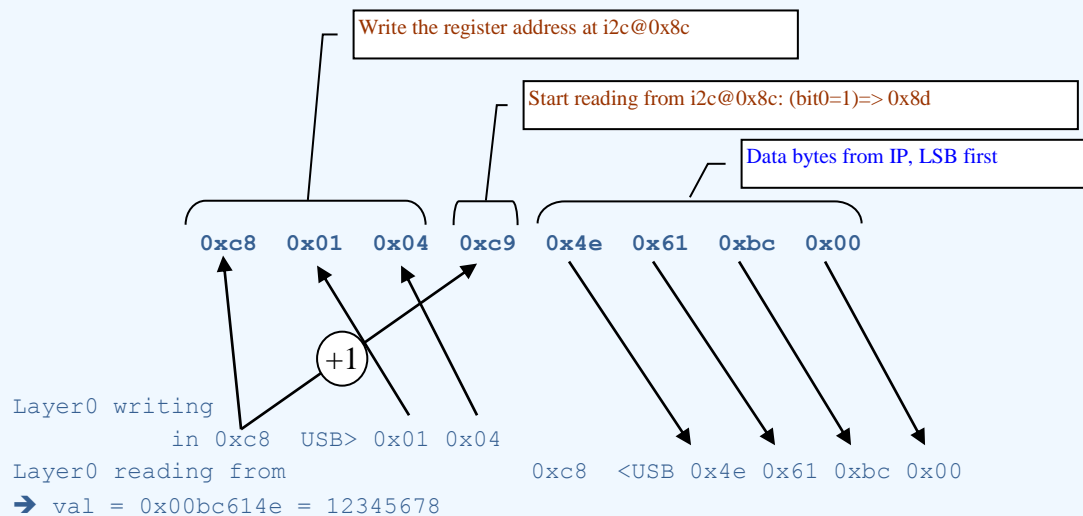 Write the register address at i2c@0x8c
Start reading from i2c@0x8c: (bit0=1)=> 0x8d
Data bytes from IP, LSB first
0xc8 0x01 0x04 0xc9 0x4e 0x61 0xbc 0x00
+1
Layer0 writing
in 0xc8 USB> 0x01 0x04
Layer0 reading from 0xc8 <USB 0x4e 0x61 0xbc 0x00
➔ val = 0x00bc614e = 12345678